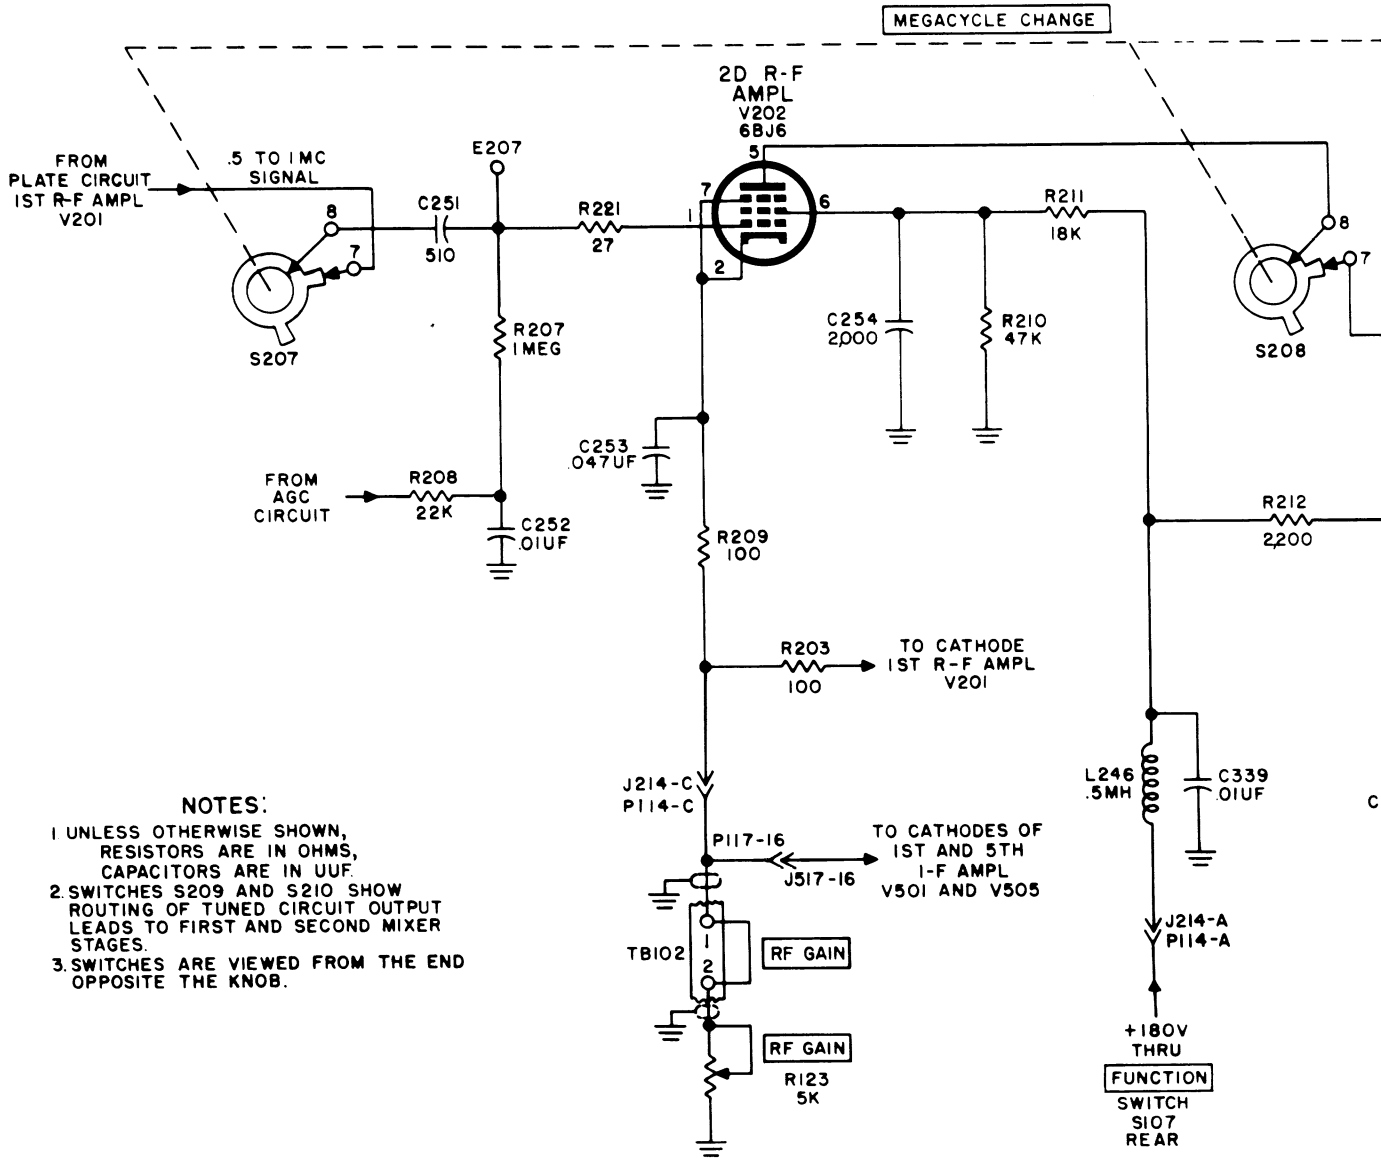 MEGACYCLE CHANGE
2D R-F
AMPL
V202
6BJ6
5
7
1
2
6
FROM
PLATE CIRCUIT
1ST R-F AMPL
V201
.5 TO 1MC
SIGNAL
8
7
S207
C251
510
E207
R221
27
R207
1MEG
FROM
AGC
CIRCUIT
R208
22K
C252
.01UF
C253
.047UF
R209
100
C254
2,000
R210
47K
R211
18K
8
7
S208
R212
2,200
R203
100
TO CATHODE
1ST R-F AMPL
V201
J214-C
P114-C
P117-16
J517-16
TO CATHODES OF
1ST AND 5TH
I-F AMPL
V501 AND V505
TB102
1
2
RF GAIN
RF GAIN
R123
5K
L246
.5MH
C339
.01UF
C
J214-A
P114-A
+180V
THRU
FUNCTION
SWITCH
S107
REAR
NOTES:
1. UNLESS OTHERWISE SHOWN,
RESISTORS ARE IN OHMS,
CAPACITORS ARE IN UUF.
2. SWITCHES S209 AND S210 SHOW
ROUTING OF TUNED CIRCUIT OUTPUT
LEADS TO FIRST AND SECOND MIXER
STAGES.
3. SWITCHES ARE VIEWED FROM THE END
OPPOSITE THE KNOB.